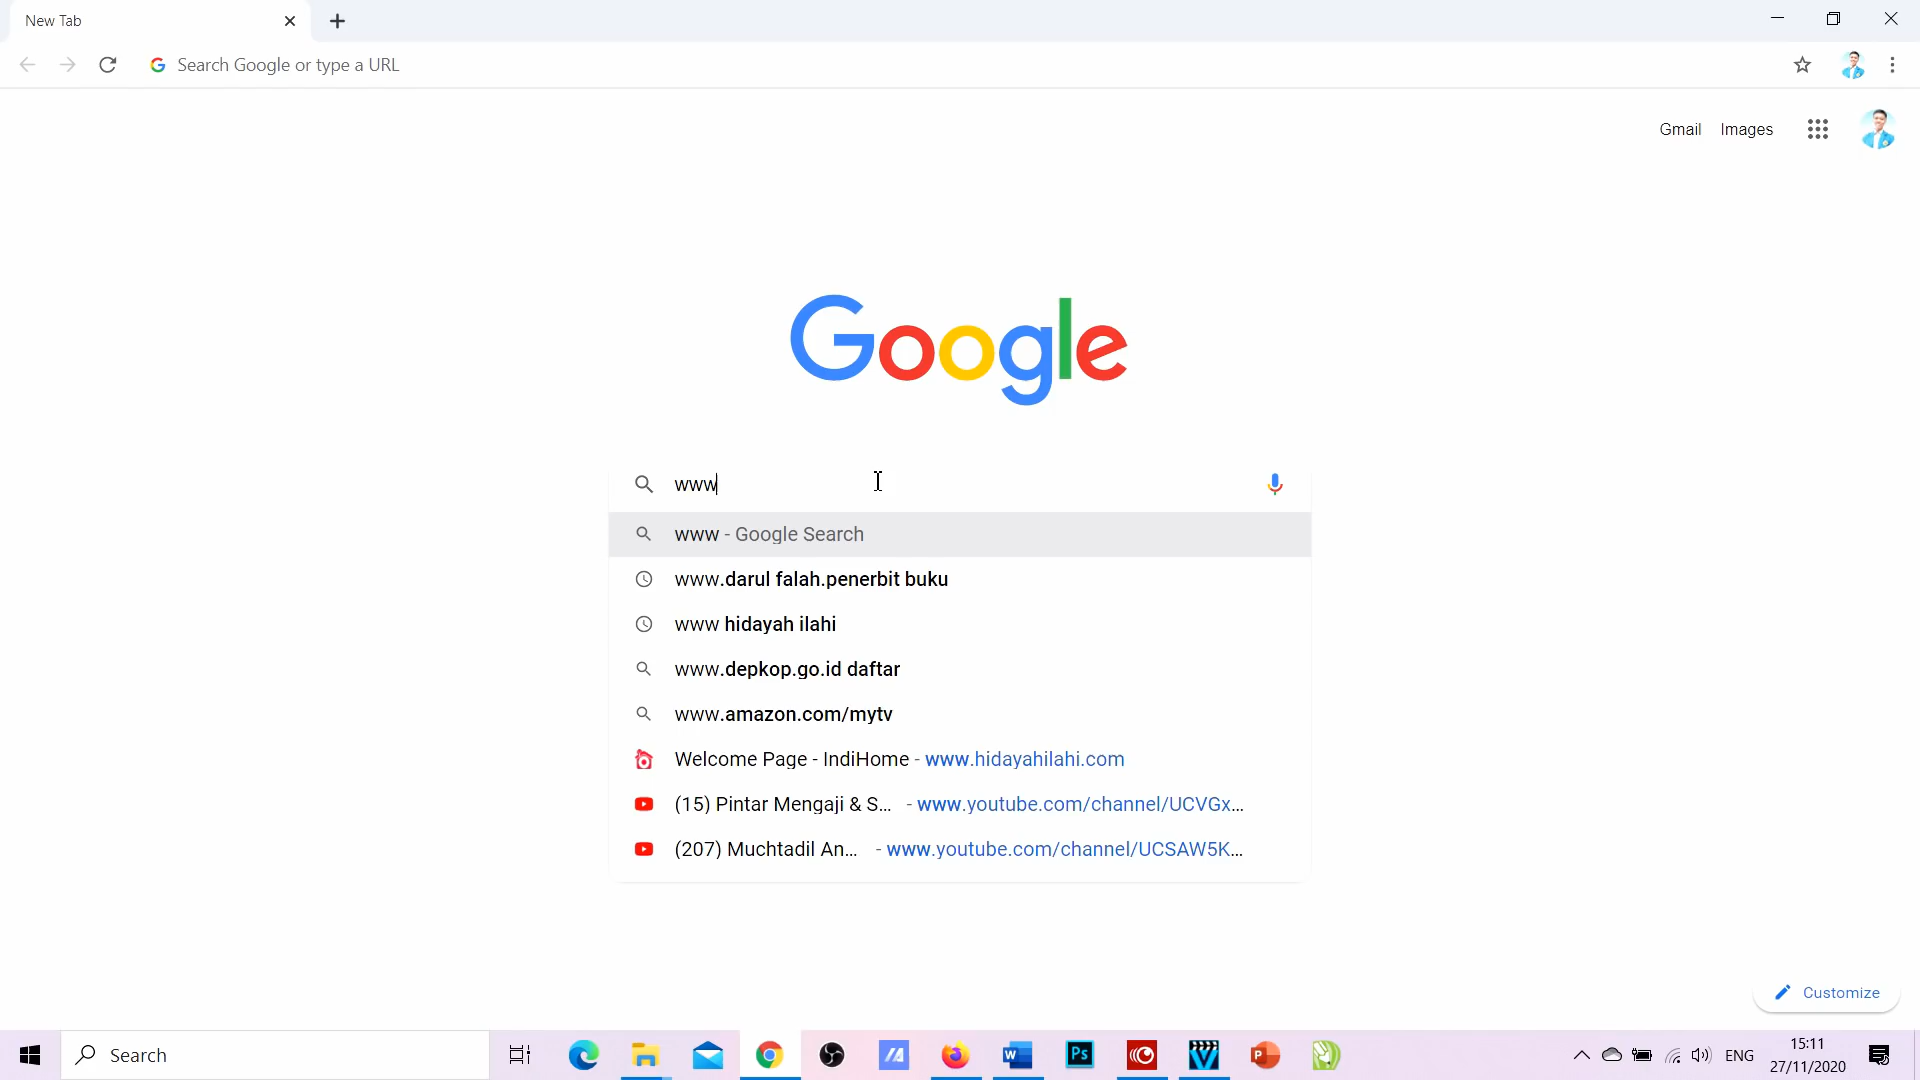 New Tab
Search Google or type a URL
Gmail Images
Google
www
www - Google Search
www.darul falah.penerbit buku
www hidayah ilahi
www.depkop.go.id daftar
www.amazon.com/mytv
Welcome Page - IndiHome - www.hidayahilahi.com
(15) Pintar Mengaji & S... - www.youtube.com/channel/UCVGx...
(207) Muchtadil An... - www.youtube.com/channel/UCSAW5K...
Customize
Search
W
Ps
P
ENG
15:11
27/11/2020